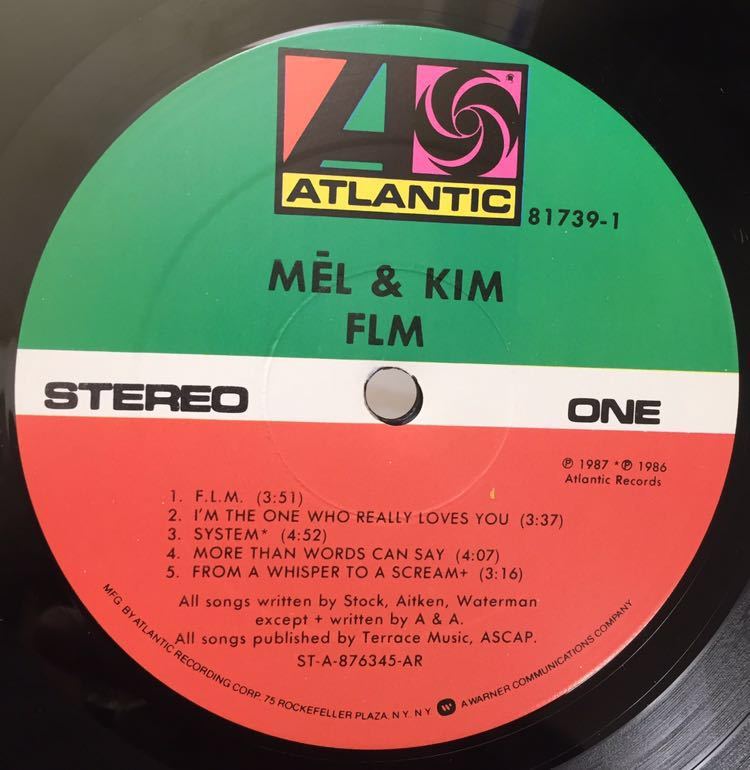 ATLANTIC
81739-1
MĒL & KIM
FLM
STEREO
ONE
℗ 1987 *℗ 1986
Atlantic Records
1. F.L.M. (3:51)
2. I'M THE ONE WHO REALLY LOVES YOU (3:37)
3. SYSTEM* (4:52)
4. MORE THAN WORDS CAN SAY (4:07)
5. FROM A WHISPER TO A SCREAM+ (3:16)
All songs written by Stock, Aitken, Waterman
except + written by A & A.
All songs published by Terrace Music, ASCAP.
ST-A-876345-AR
MFG. BY ATLANTIC RECORDING CORP. 75 ROCKEFELLER PLAZA, N.Y. N.Y. A WARNER COMMUNICATIONS COMPANY